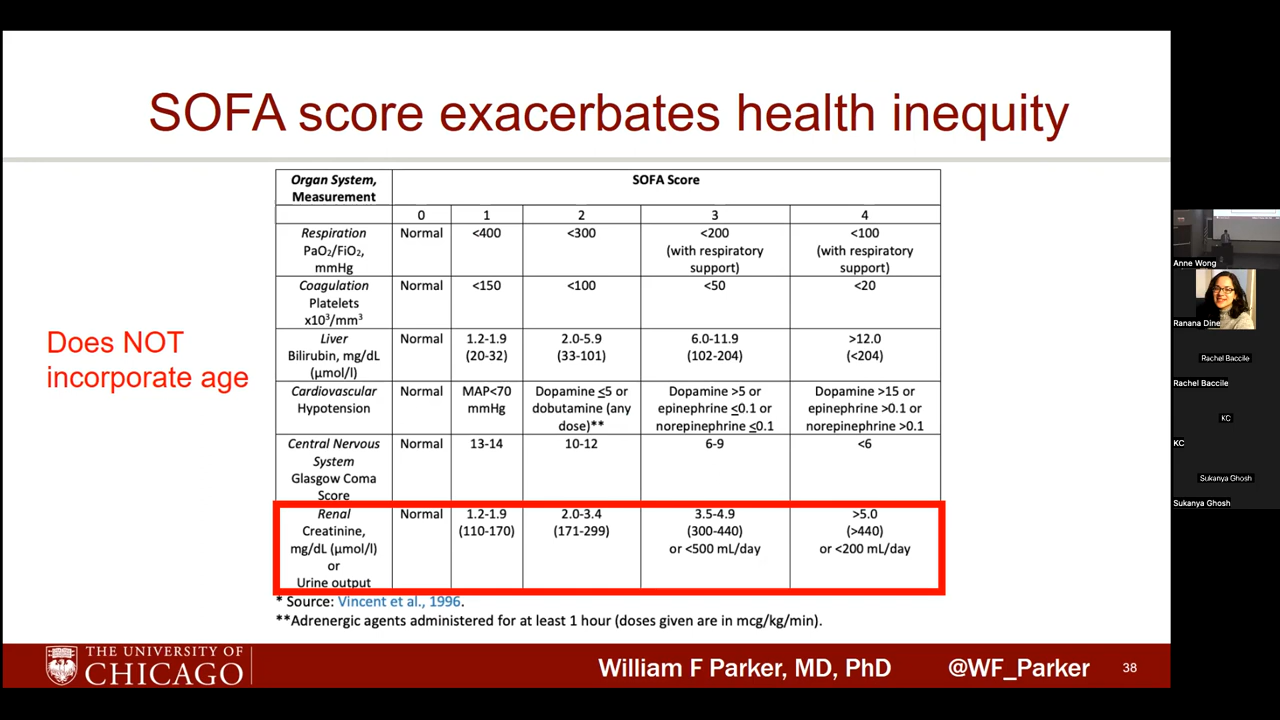 SOFA score exacerbates health inequity
Does NOT
incorporate age
Organ System,
Measurement
SOFA Score
0 1 2 3 4
Respiration
PaO2/FiO2,
mmHg
Normal
<400
<300
<200
(with respiratory
support)
<100
(with respiratory
support)
Coagulation
Platelets
x10³/mm³
Normal
<150
<100
<50
<20
Liver
Bilirubin, mg/dL
(μmol/l)
Normal
1.2-1.9
(20-32)
2.0-5.9
(33-101)
6.0-11.9
(102-204)
>12.0
(<204)
Cardiovascular
Hypotension
Normal
MAP<70
mmHg
Dopamine ≤5 or
dobutamine (any
dose)**
Dopamine >5 or
epinephrine ≤0.1 or
norepinephrine ≤0.1
Dopamine >15 or
epinephrine >0.1 or
norepinephrine >0.1
Central Nervous
System
Glasgow Coma
Score
Normal
13-14
10-12
6-9
<6
Renal
Creatinine,
mg/dL (μmol/l)
or
Urine output
Normal
1.2-1.9
(110-170)
2.0-3.4
(171-299)
3.5-4.9
(300-440)
or <500 mL/day
>5.0
(>440)
or <200 mL/day
* Source: Vincent et al., 1996.
**Adrenergic agents administered for at least 1 hour (doses given are in mcg/kg/min).
THE UNIVERSITY OF
CHICAGO
William F Parker, MD, PhD
@WF_Parker
38
Anne Wong
Ranana Dine
Rachel Baccile
Rachel Baccile
KC
KC
Sukanya Ghosh
Sukanya Ghosh